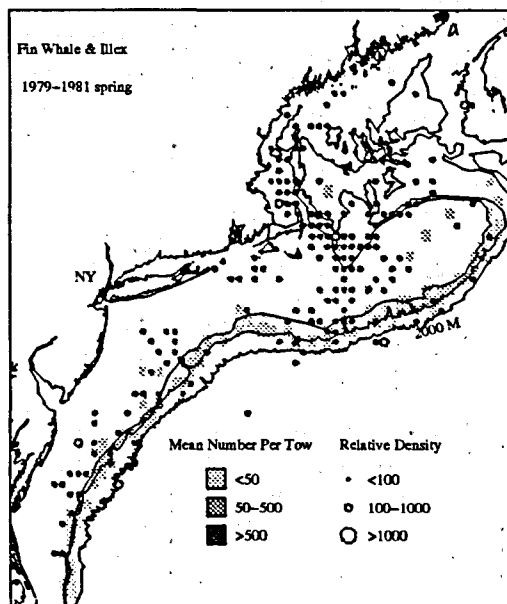 Fin Whale & Illex
1979–1981 spring
NY
2000 M
Mean Number Per Tow
<50
50–500
>500
Relative Density
<100
100–1000
>1000